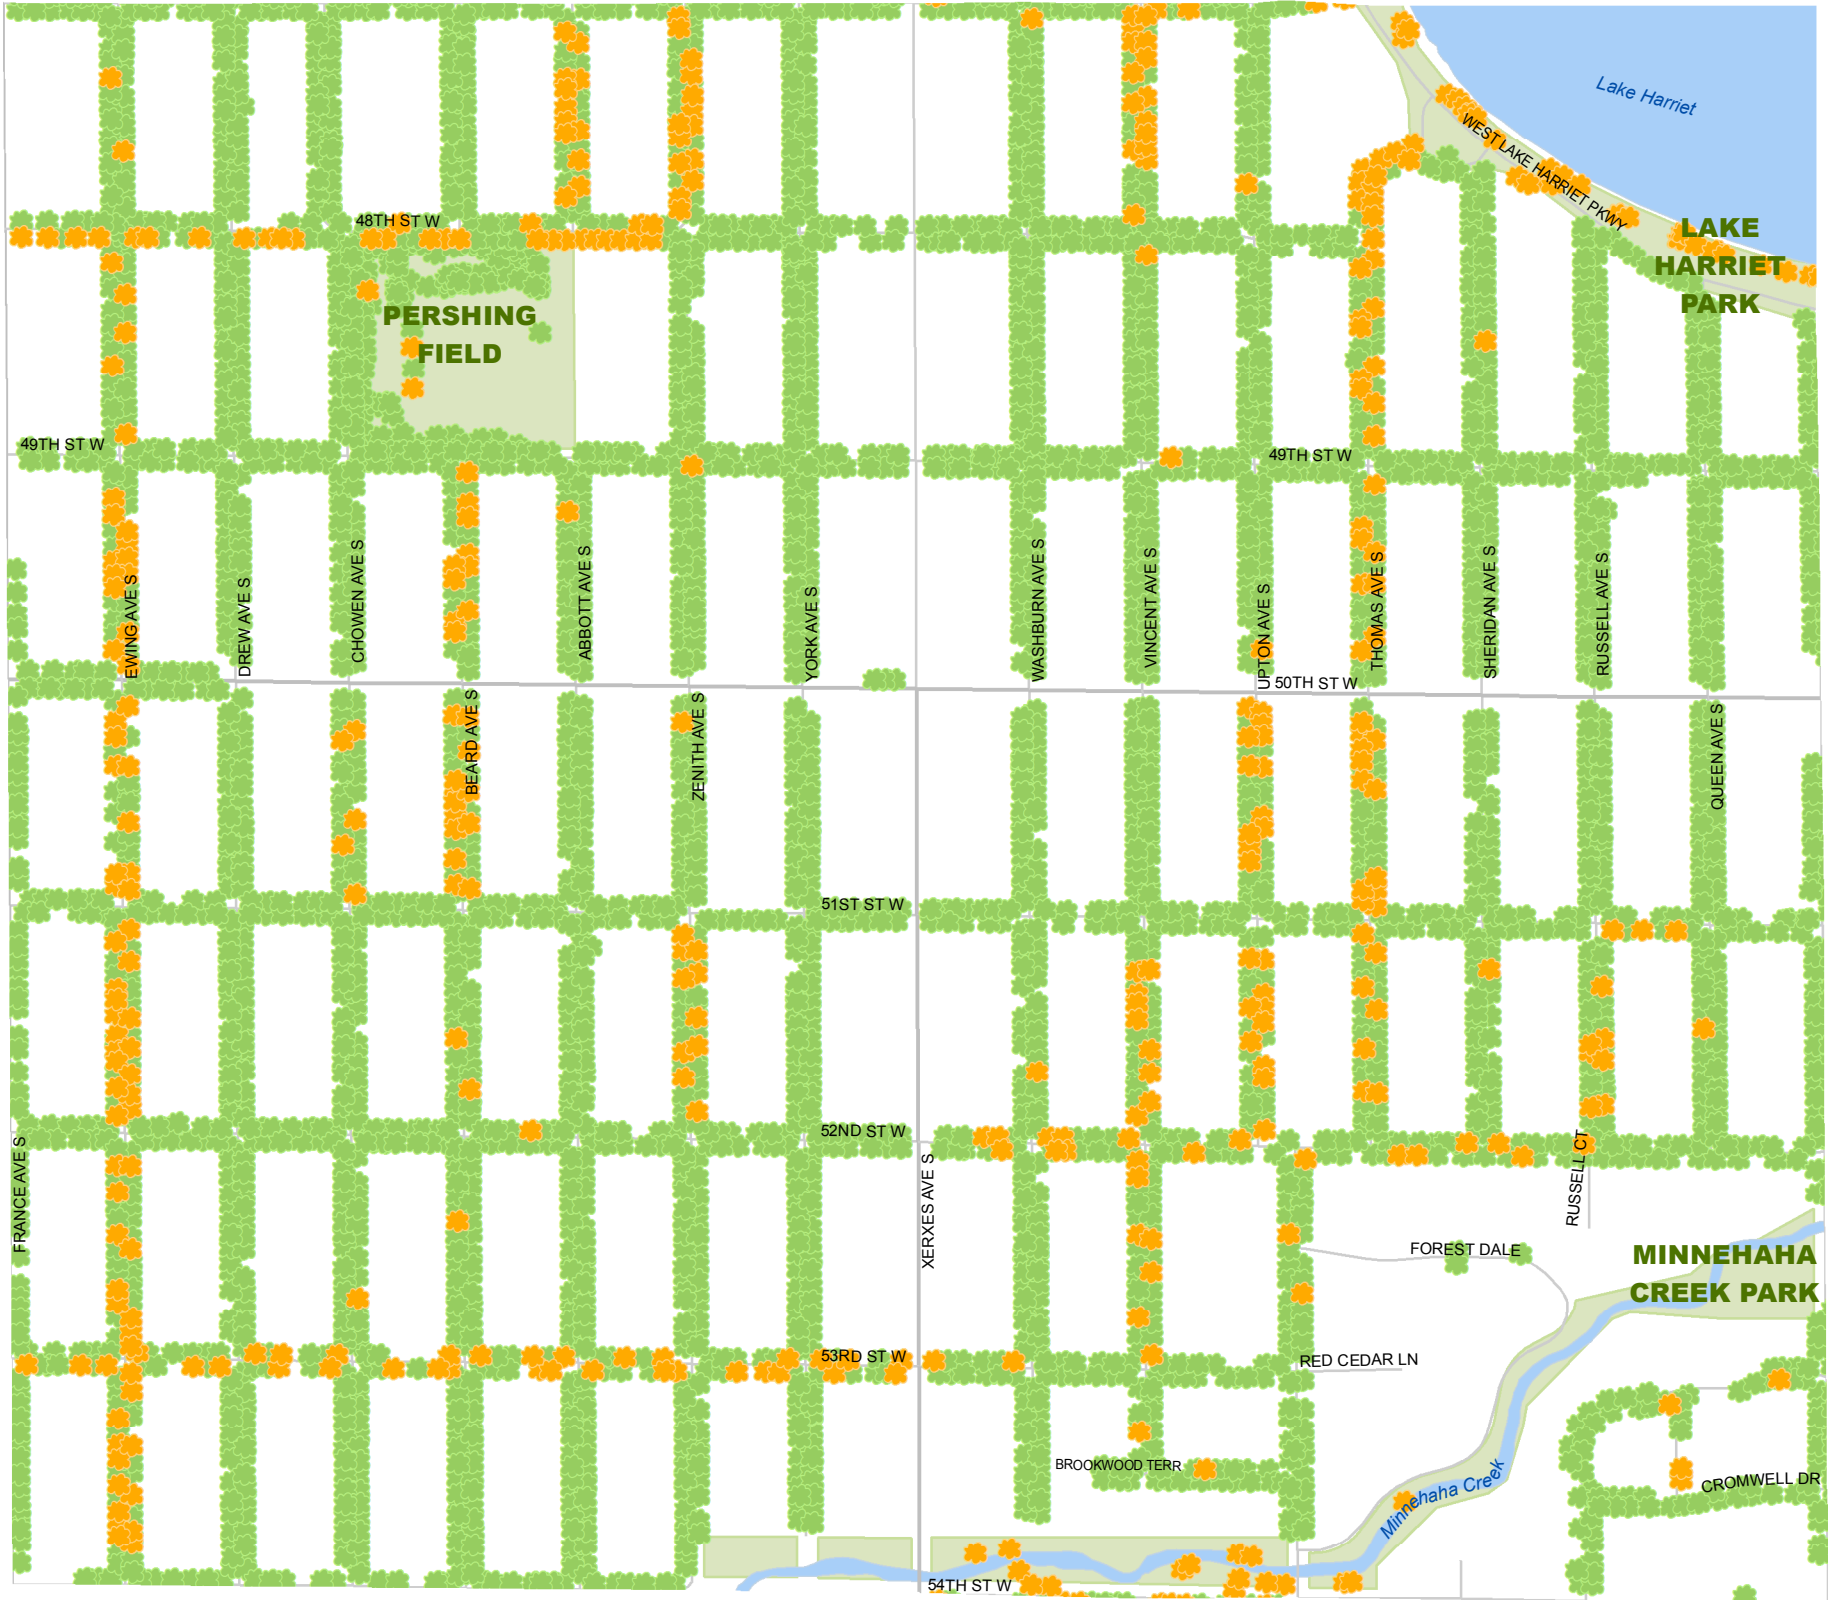 Lake Harriet
WEST LAKE HARRIET PKWY
48TH ST W
LAKE
HARRIET
PARK
PERSHING
FIELD
49TH ST W
49TH ST W
EWING AVE S
DREW AVE S
CHOWEN AVE S
ABBOTT AVE S
YORK AVE S
WASHBURN AVE S
VINCENT AVE S
UPTON AVE S
THOMAS AVE S
SHERIDAN AVE S
RUSSELL AVE S
50TH ST W
BEARD AVE S
ZENITH AVE S
QUEEN AVE S
51ST ST W
52ND ST W
FRANCE AVE S
XERXES AVE S
RUSSELL CT
FOREST DALE
MINNEHAHA
CREEK PARK
53RD ST W
RED CEDAR LN
BROOKWOOD TERR
Minnehaha Creek
CROMWELL DR
54TH ST W